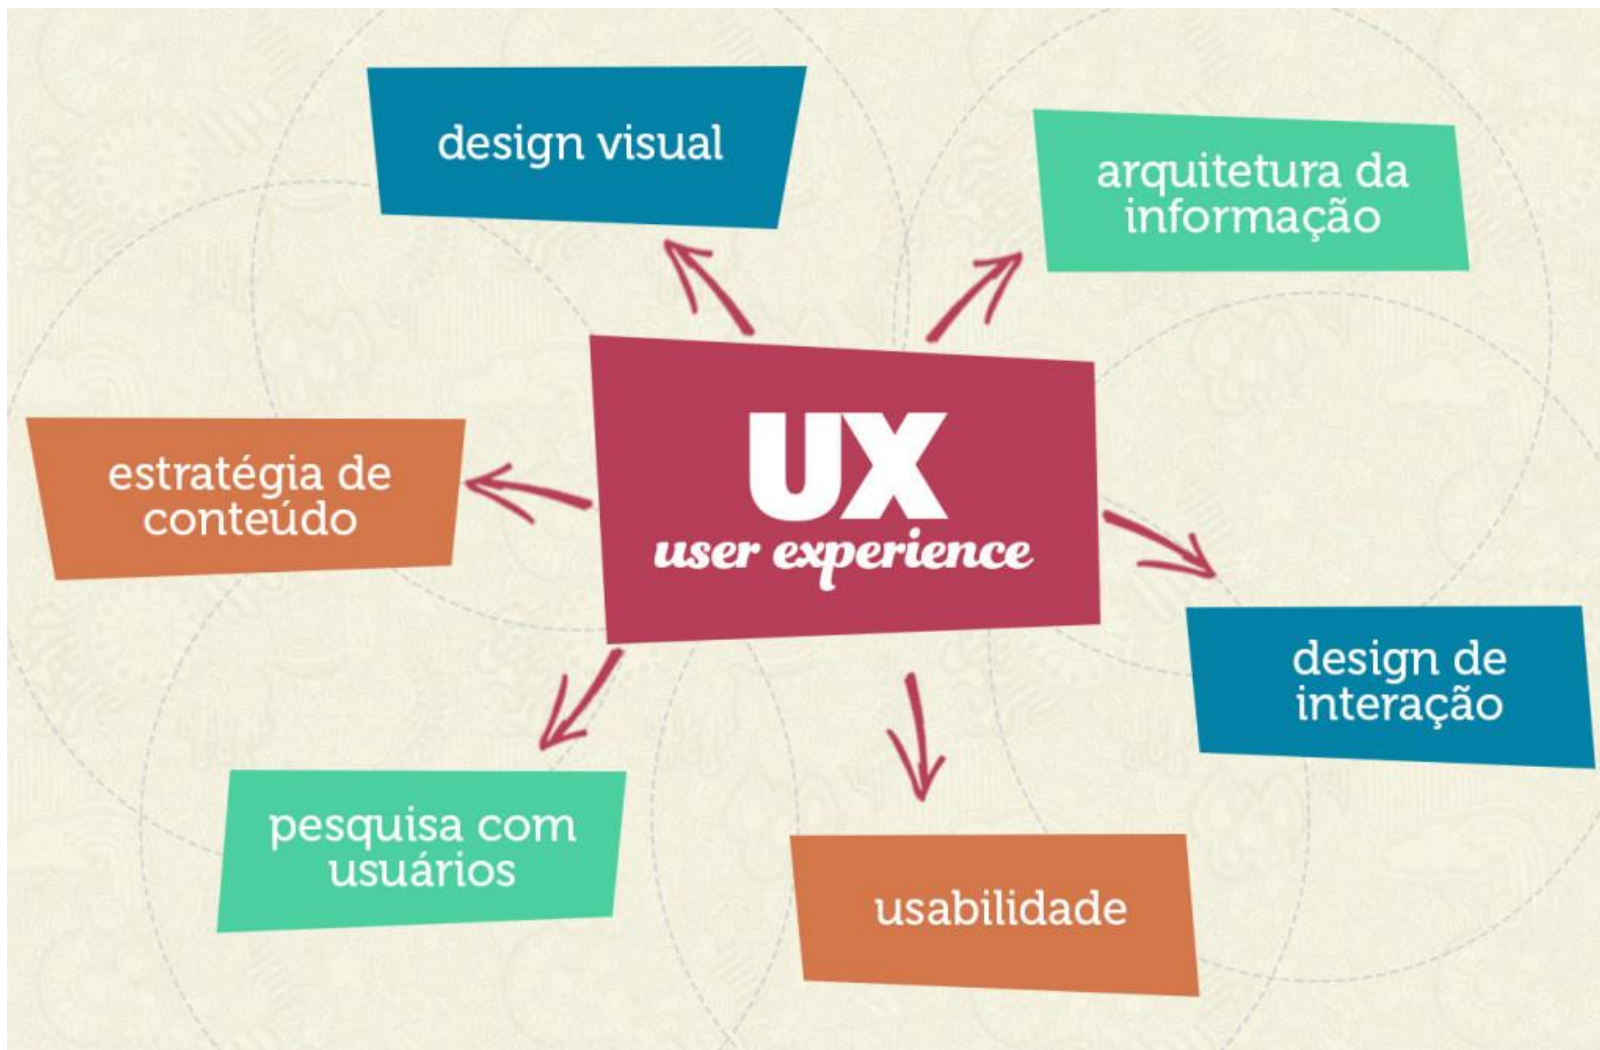 design visual
arquitetura da
informação
UX
user experience
estratégia de
conteúdo
design de
interação
pesquisa com
usuários
usabilidade